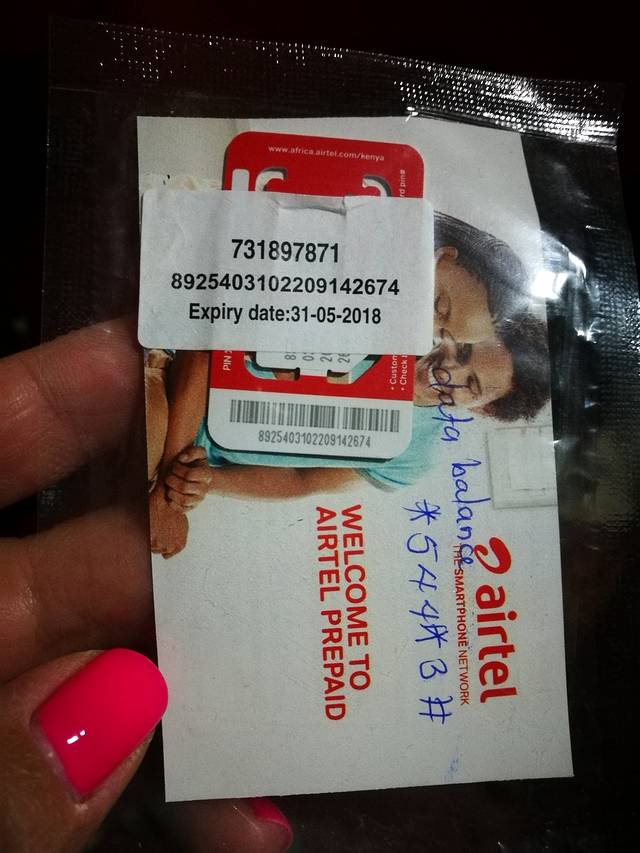 www.africa.airtel.com/kenya
731897871
8925403102209142674
Expiry date:31-05-2018
8925403102209142674
data balance
*544*3#
airtel
THE SMARTPHONE NETWORK
WELCOME TO
AIRTEL PREPAID